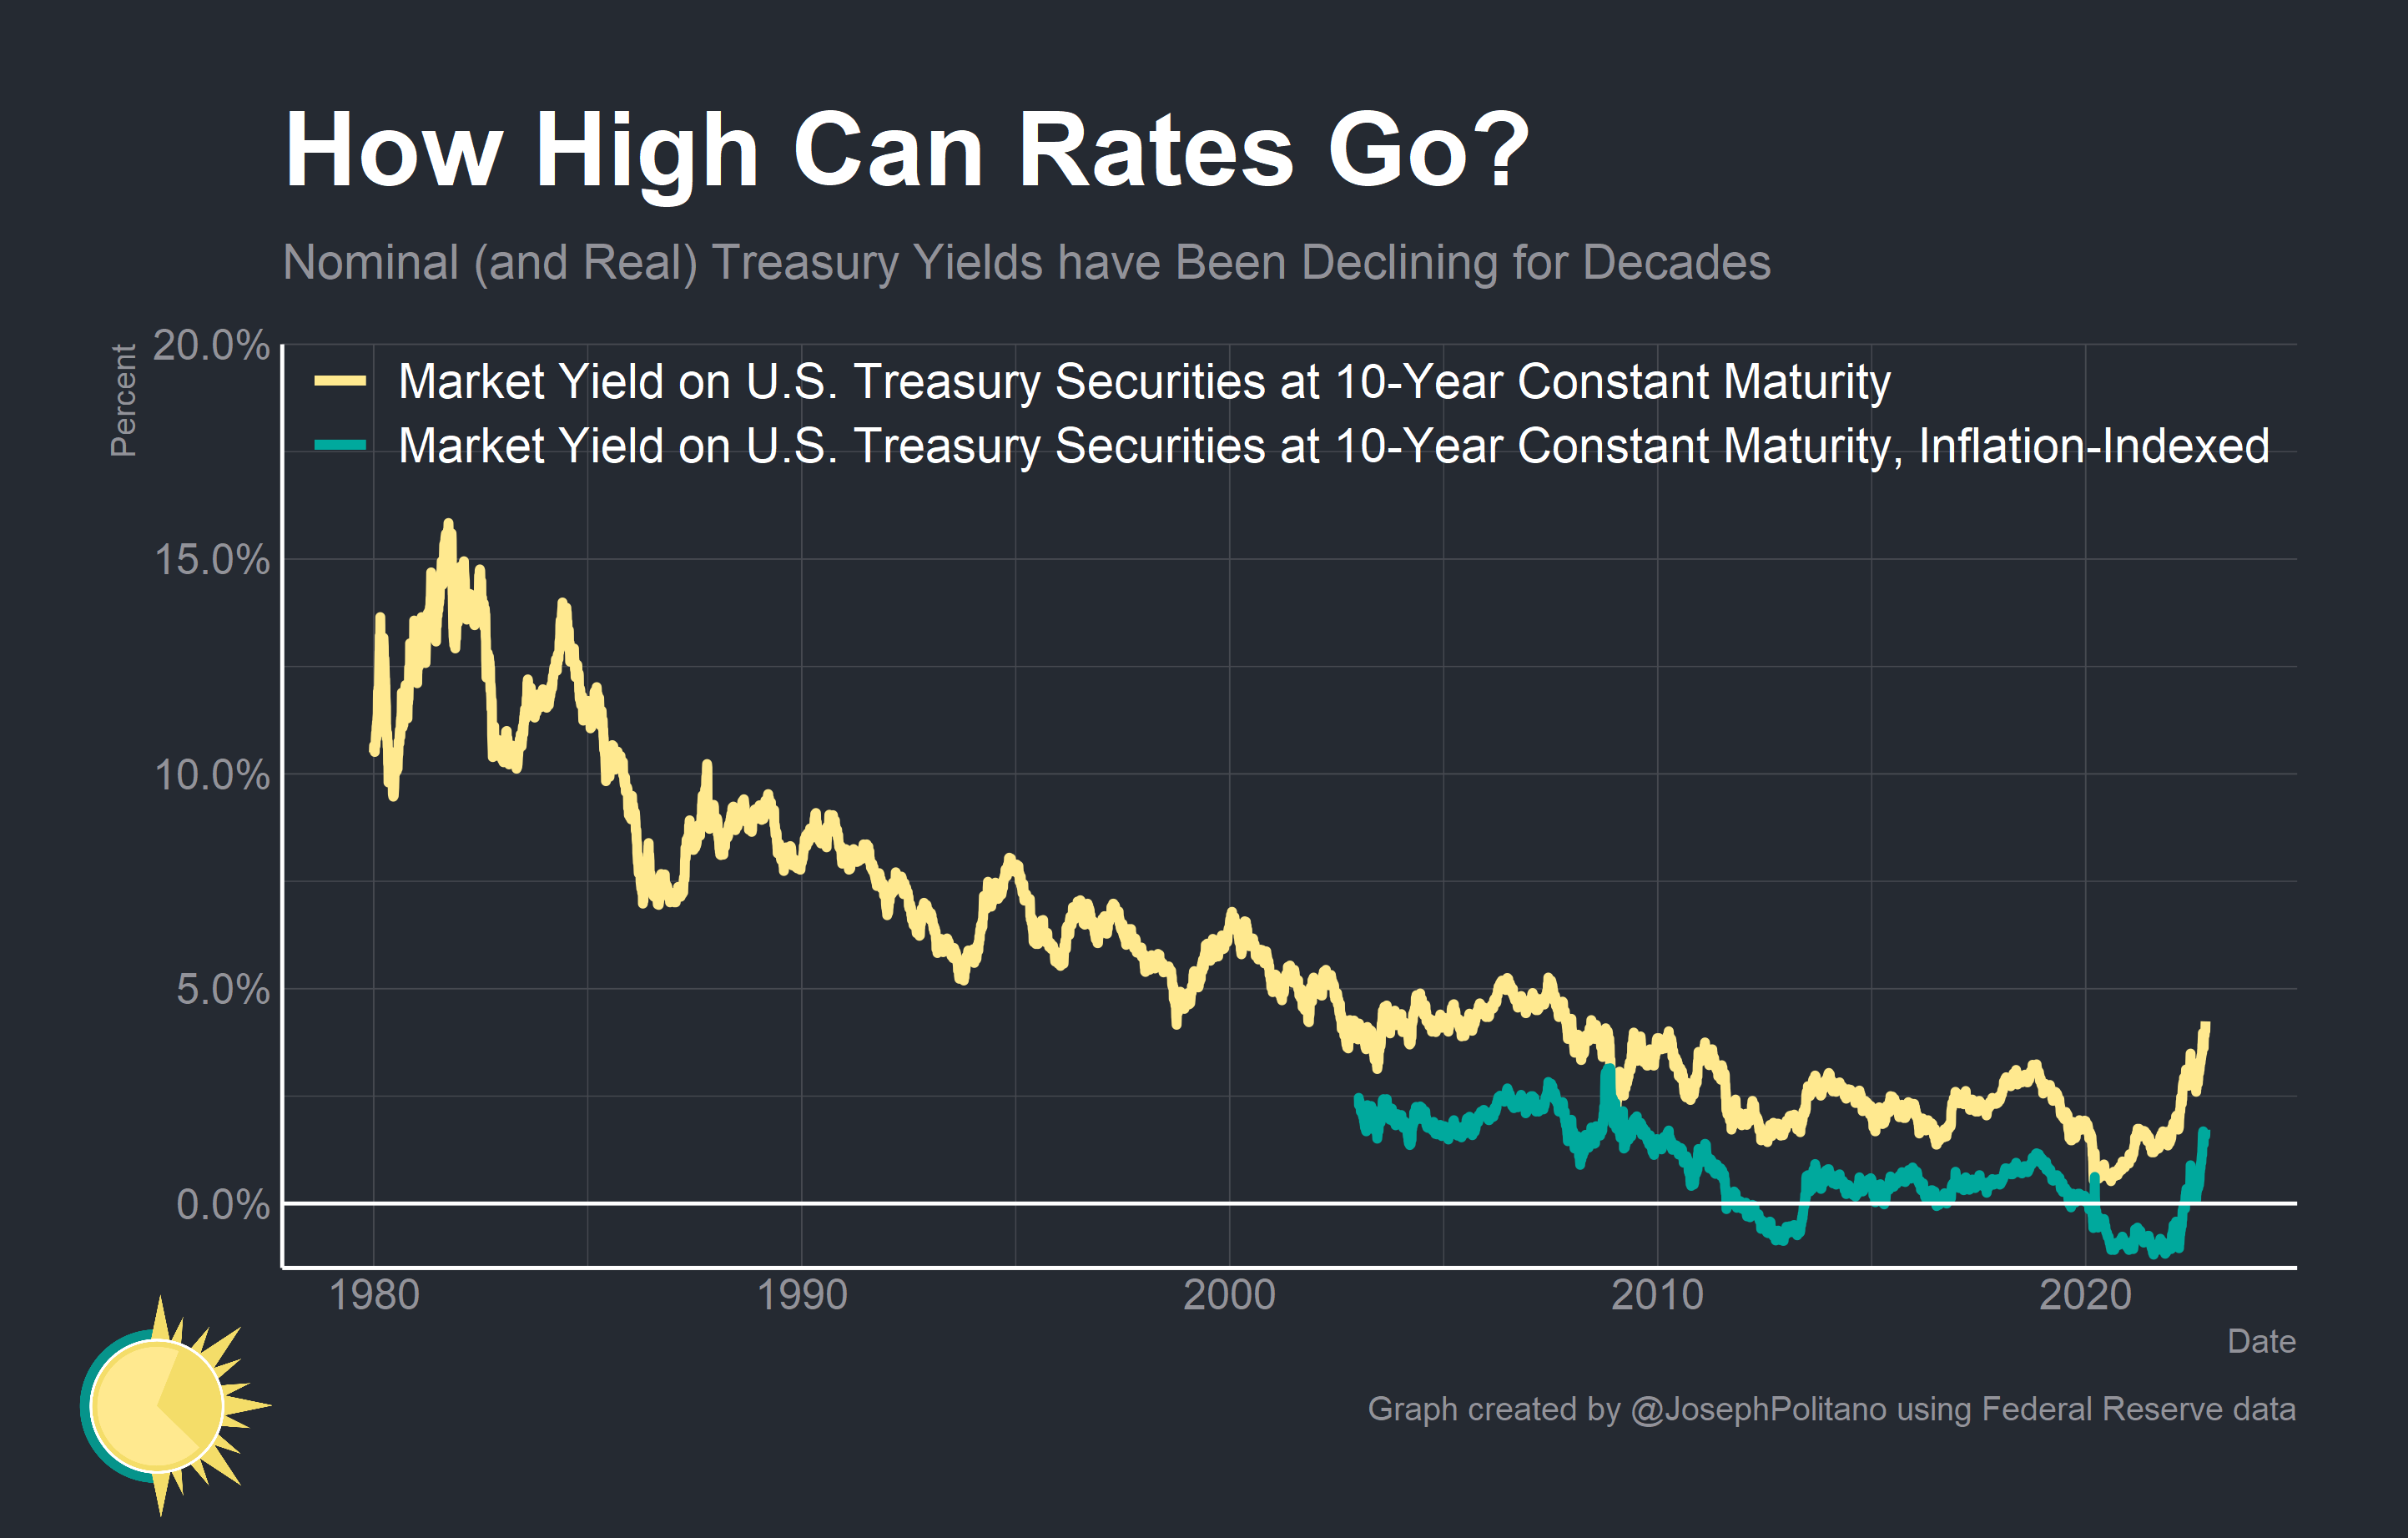 How High Can Rates Go?
Nominal (and Real) Treasury Yields have Been Declining for Decades
Percent
20.0%
15.0%
10.0%
5.0%
0.0%
Market Yield on U.S. Treasury Securities at 10-Year Constant Maturity
Market Yield on U.S. Treasury Securities at 10-Year Constant Maturity, Inflation-Indexed
1980 1990 2000 2010 2020
Date
Graph created by @JosephPolitano using Federal Reserve data